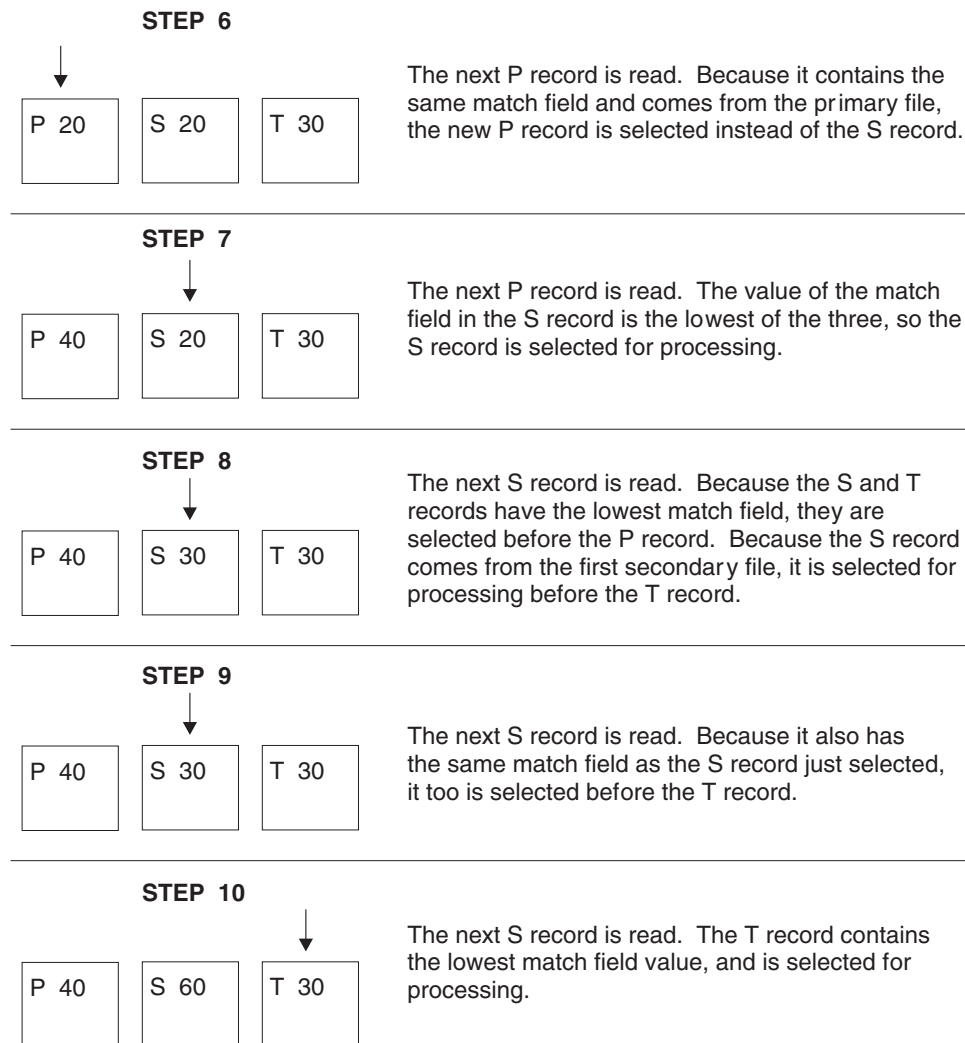 STEP 6
P 20
S 20
T 30
The next P record is read. Because it contains the
same match field and comes from the primary file,
the new P record is selected instead of the S record.
STEP 7
P 40
S 20
T 30
The next P record is read. The value of the match
field in the S record is the lowest of the three, so the
S record is selected for processing.
STEP 8
P 40
S 30
T 30
The next S record is read. Because the S and T
records have the lowest match field, they are
selected before the P record. Because the S record
comes from the first secondary file, it is selected for
processing before the T record.
STEP 9
P 40
S 30
T 30
The next S record is read. Because it also has
the same match field as the S record just selected,
it too is selected before the T record.
STEP 10
P 40
S 60
T 30
The next S record is read. The T record contains
the lowest match field value, and is selected for
processing.